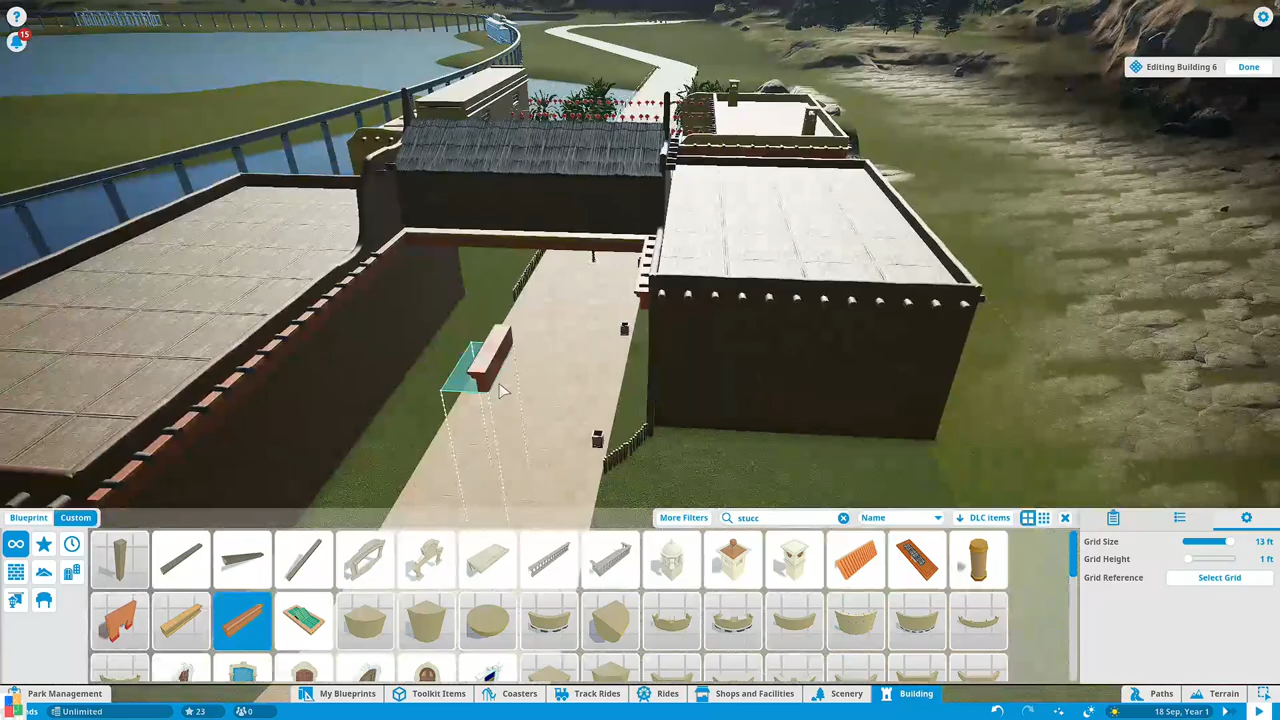 ?
15
Editing Building 6
Done
Blueprint
Custom
More Filters
stucc
Name
DLC items
Grid Size
13 ft
Grid Height
1 ft
Grid Reference
Select Grid
Park Management
My Blueprints
Toolkit Items
Coasters
Track Rides
Rides
Shops and Facilities
Scenery
Building
Paths
Terrain
Unlimited
23
0
18 Sep, Year 1